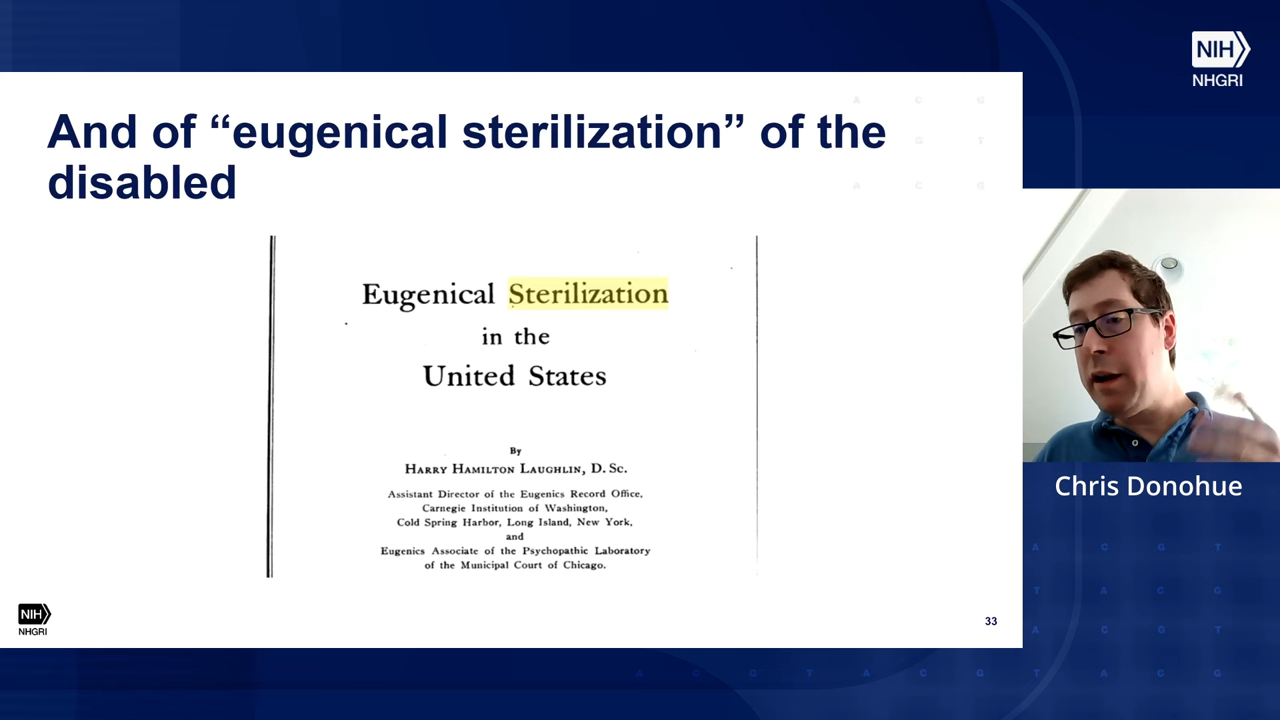 NIH
NHGRI
And of “eugenical sterilization” of the
disabled
Eugenical Sterilization
in the
United States
By
HARRY HAMILTON LAUGHLIN, D. Sc.
Assistant Director of the Eugenics Record Office,
Carnegie Institution of Washington,
Cold Spring Harbor, Long Island, New York,
and
Eugenics Associate of the Psychopathic Laboratory
of the Municipal Court of Chicago.
NIH
NHGRI
33
Chris Donohue
A C G
G T
A C G
A C G T
T A C G
A C G T
A C G T A C G T A C G